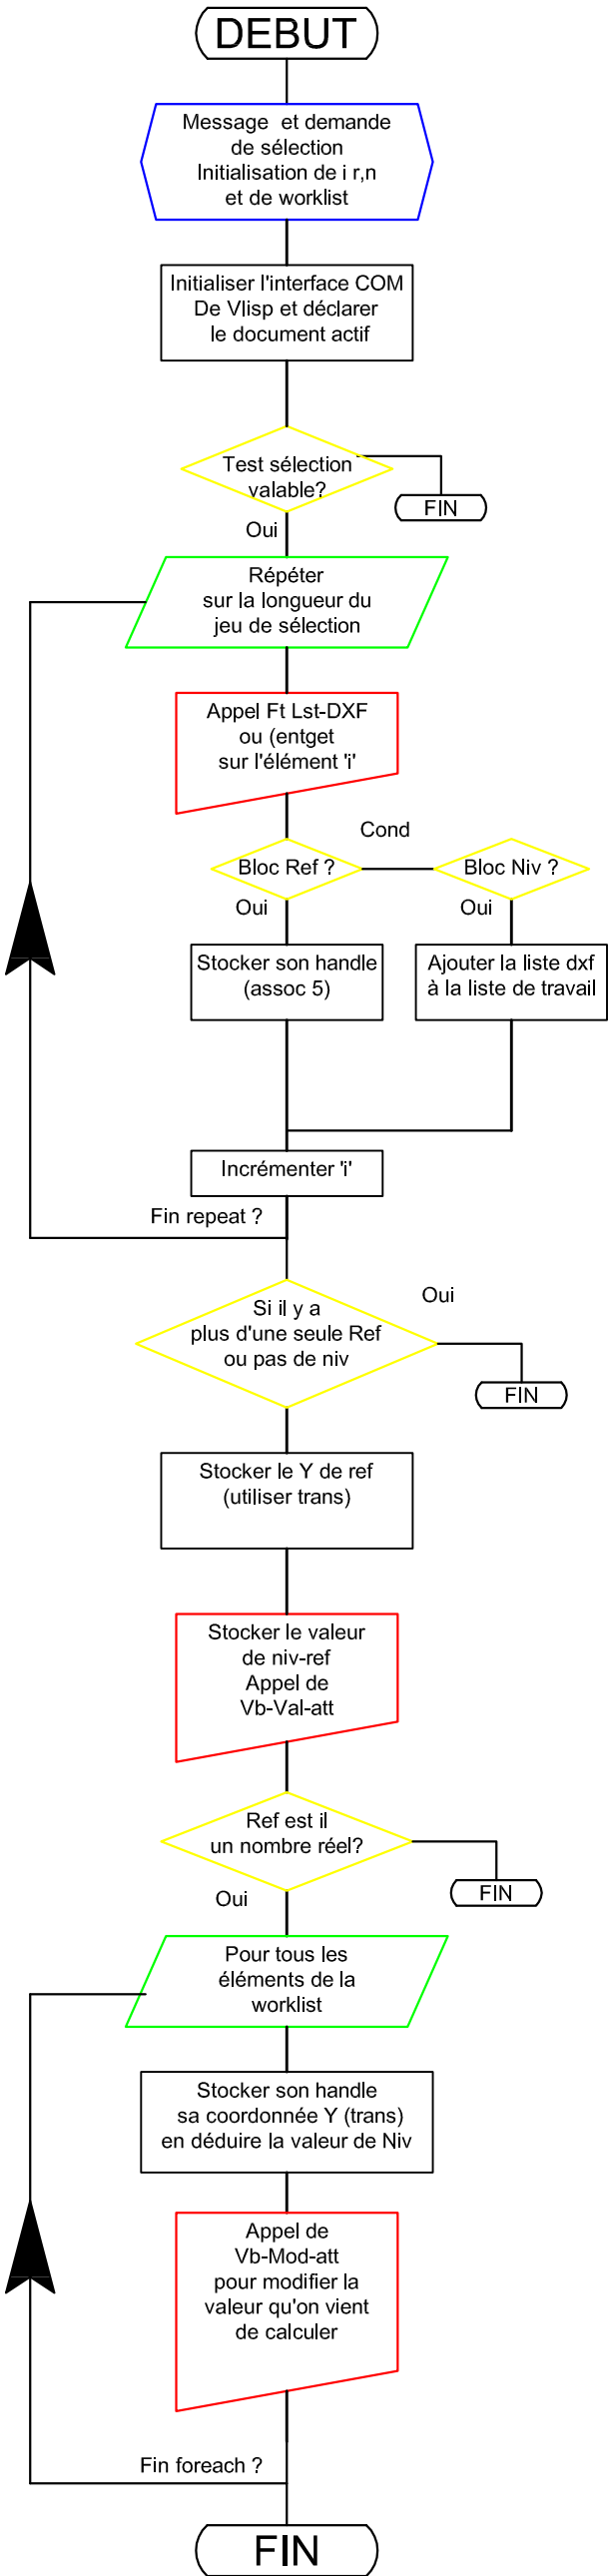 DEBUT
Message et demande
de sélection
Initialisation de i r,n
et de worklist
Initialiser l'interface COM
De Vlisp et déclarer
le document actif
Test sélection
valable?
FIN
Oui
Répéter
sur la longueur du
jeu de sélection
Appel Ft Lst-DXF
ou (entget
sur l'élément 'i'
Cond
Bloc Ref ?
Bloc Niv ?
Oui
Oui
Stocker son handle
(assoc 5)
Ajouter la liste dxf
à la liste de travail
Incrémenter 'i'
Fin repeat ?
Oui
Si il y a
plus d'une seule Ref
ou pas de niv
FIN
Stocker le Y de ref
(utiliser trans)
Stocker le valeur
de niv-ref
Appel de
Vb-Val-att
Ref est il
un nombre réel?
FIN
Oui
Pour tous les
éléments de la
worklist
Stocker son handle
sa coordonnée Y (trans)
en déduire la valeur de Niv
Appel de
Vb-Mod-att
pour modifier la
valeur qu'on vient
de calculer
Fin foreach ?
FIN